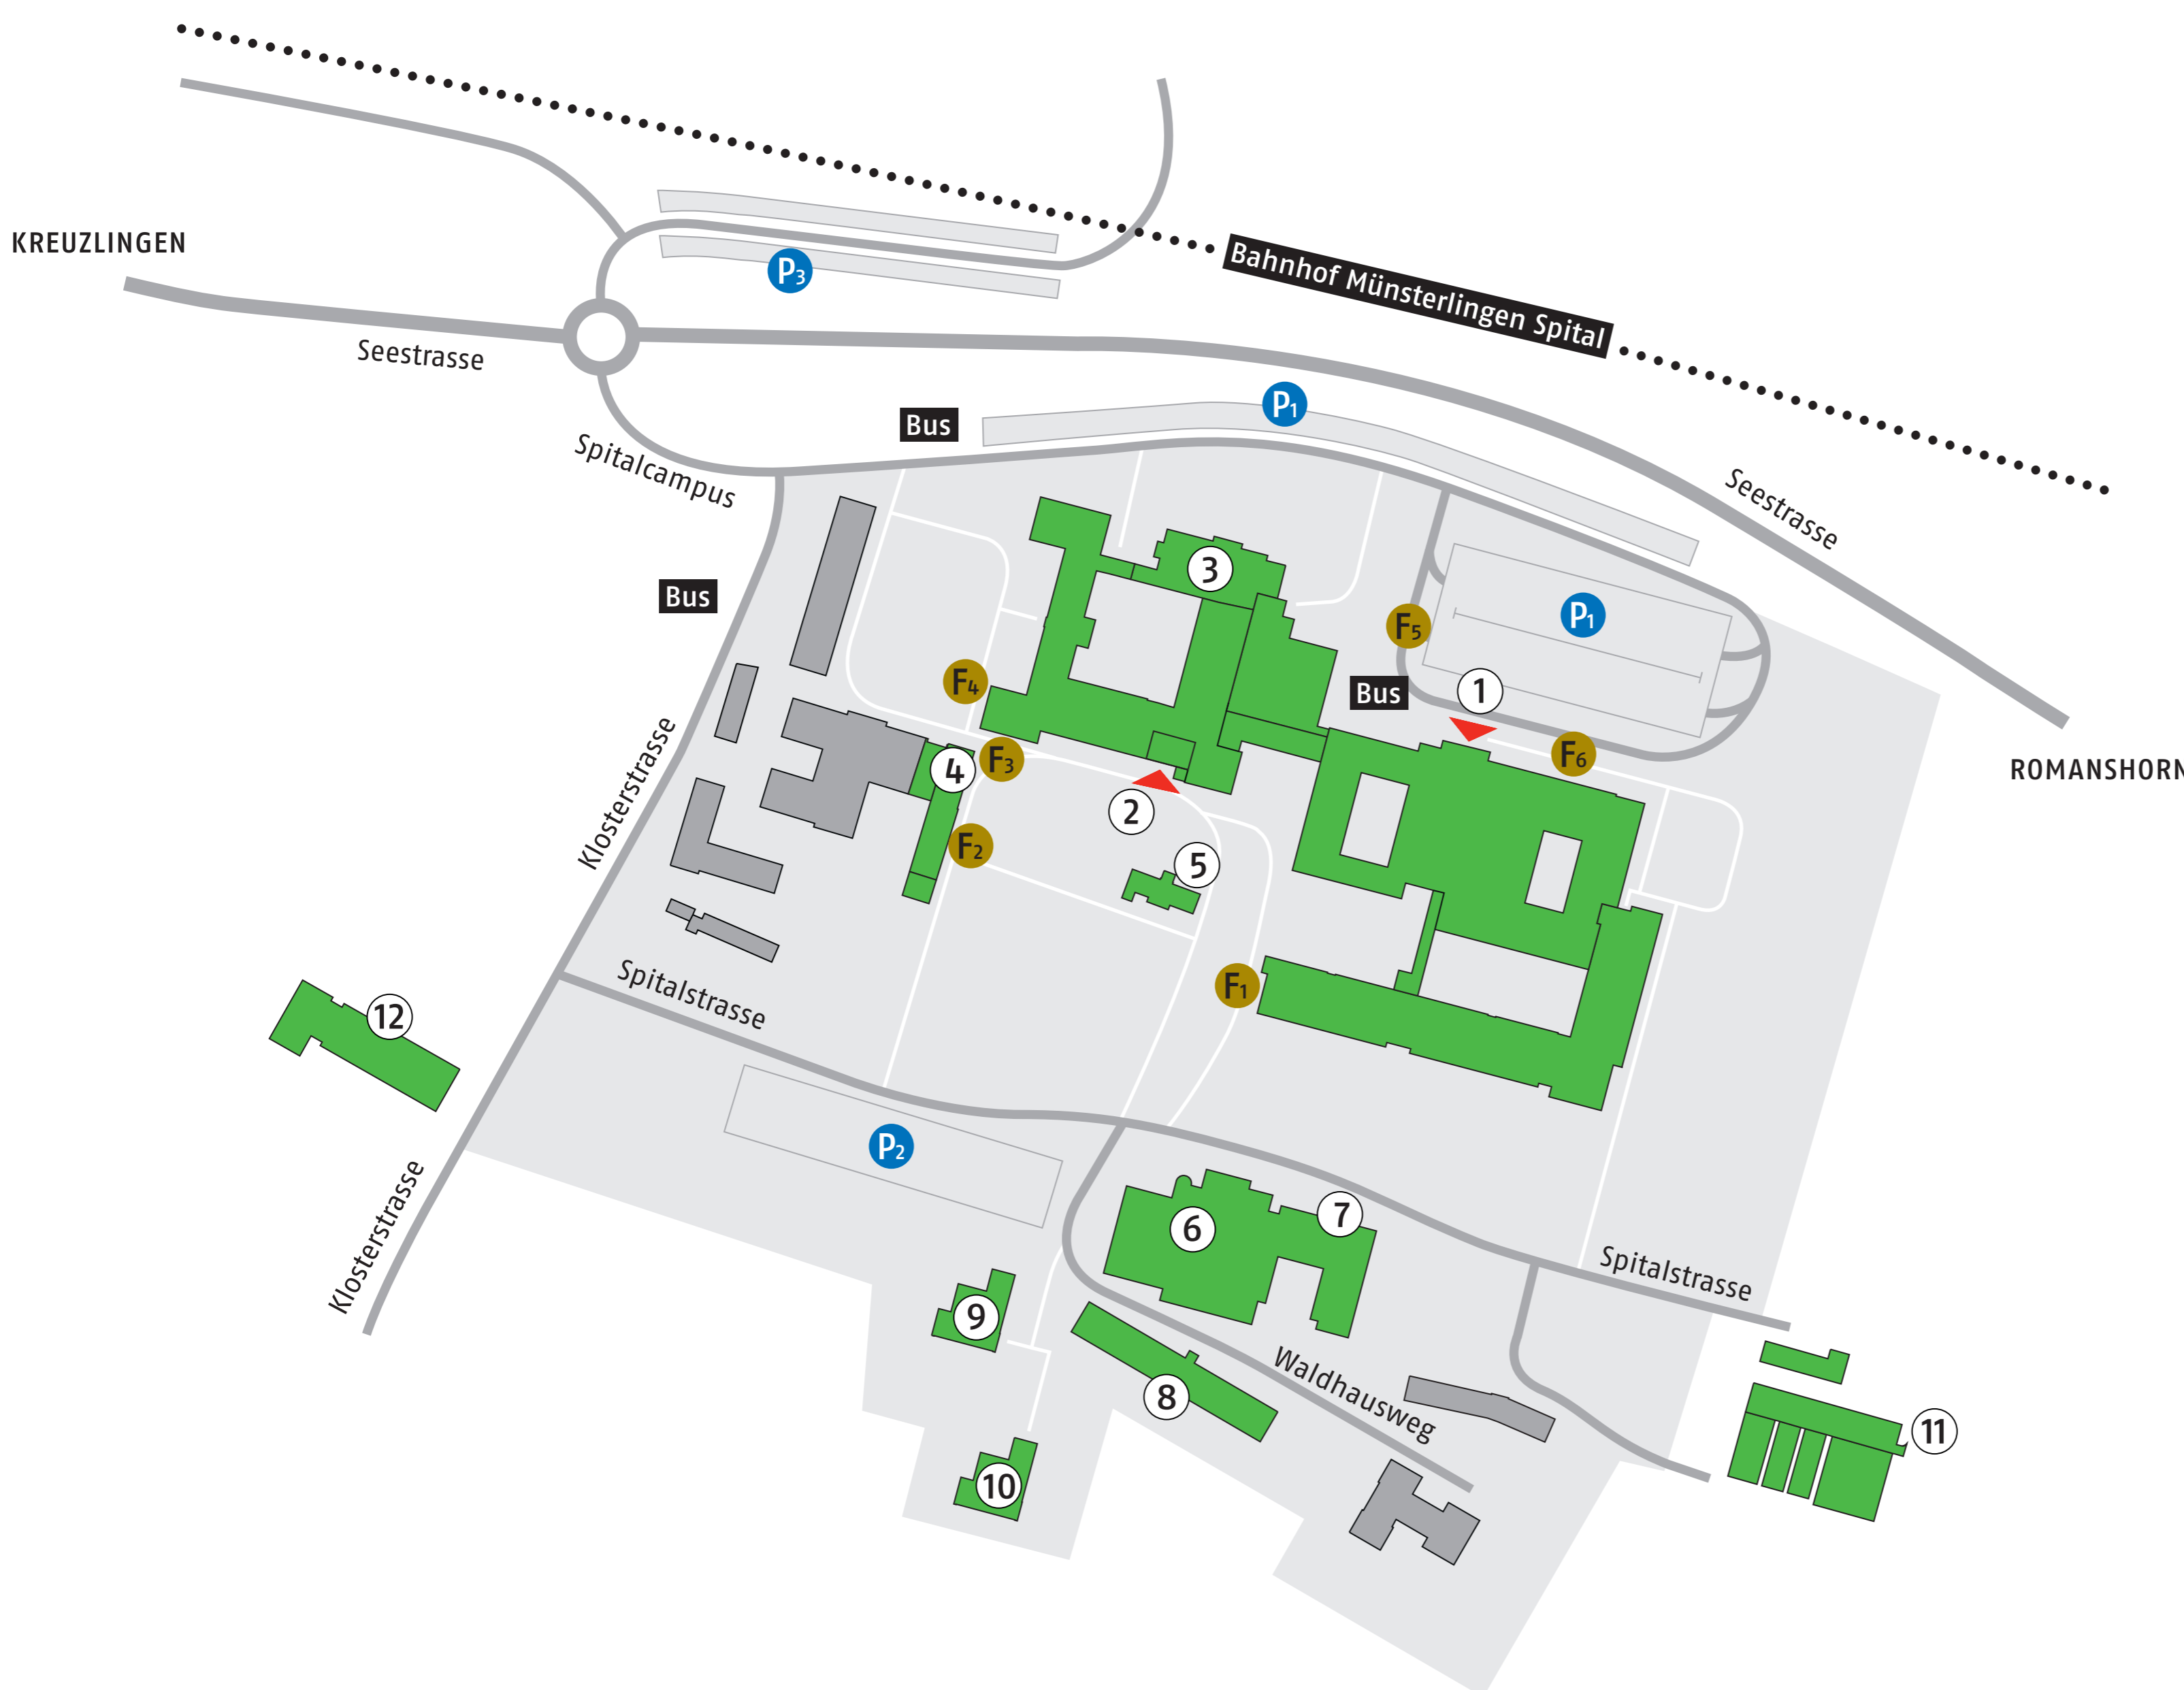 KREUZLINGEN
Seestrasse
P3
Bahnhof Münsterlingen Spital
Bus
P1
Spitalcampus
Seestrasse
3
Bus
F5
P1
F4
Bus
1
ROMANSHORN
F3
4
F6
2
Klosterstrasse
F2
5
F1
Spitalstrasse
12
P2
6
7
Klosterstrasse
Spitalstrasse
9
8
Waldhausweg
11
10